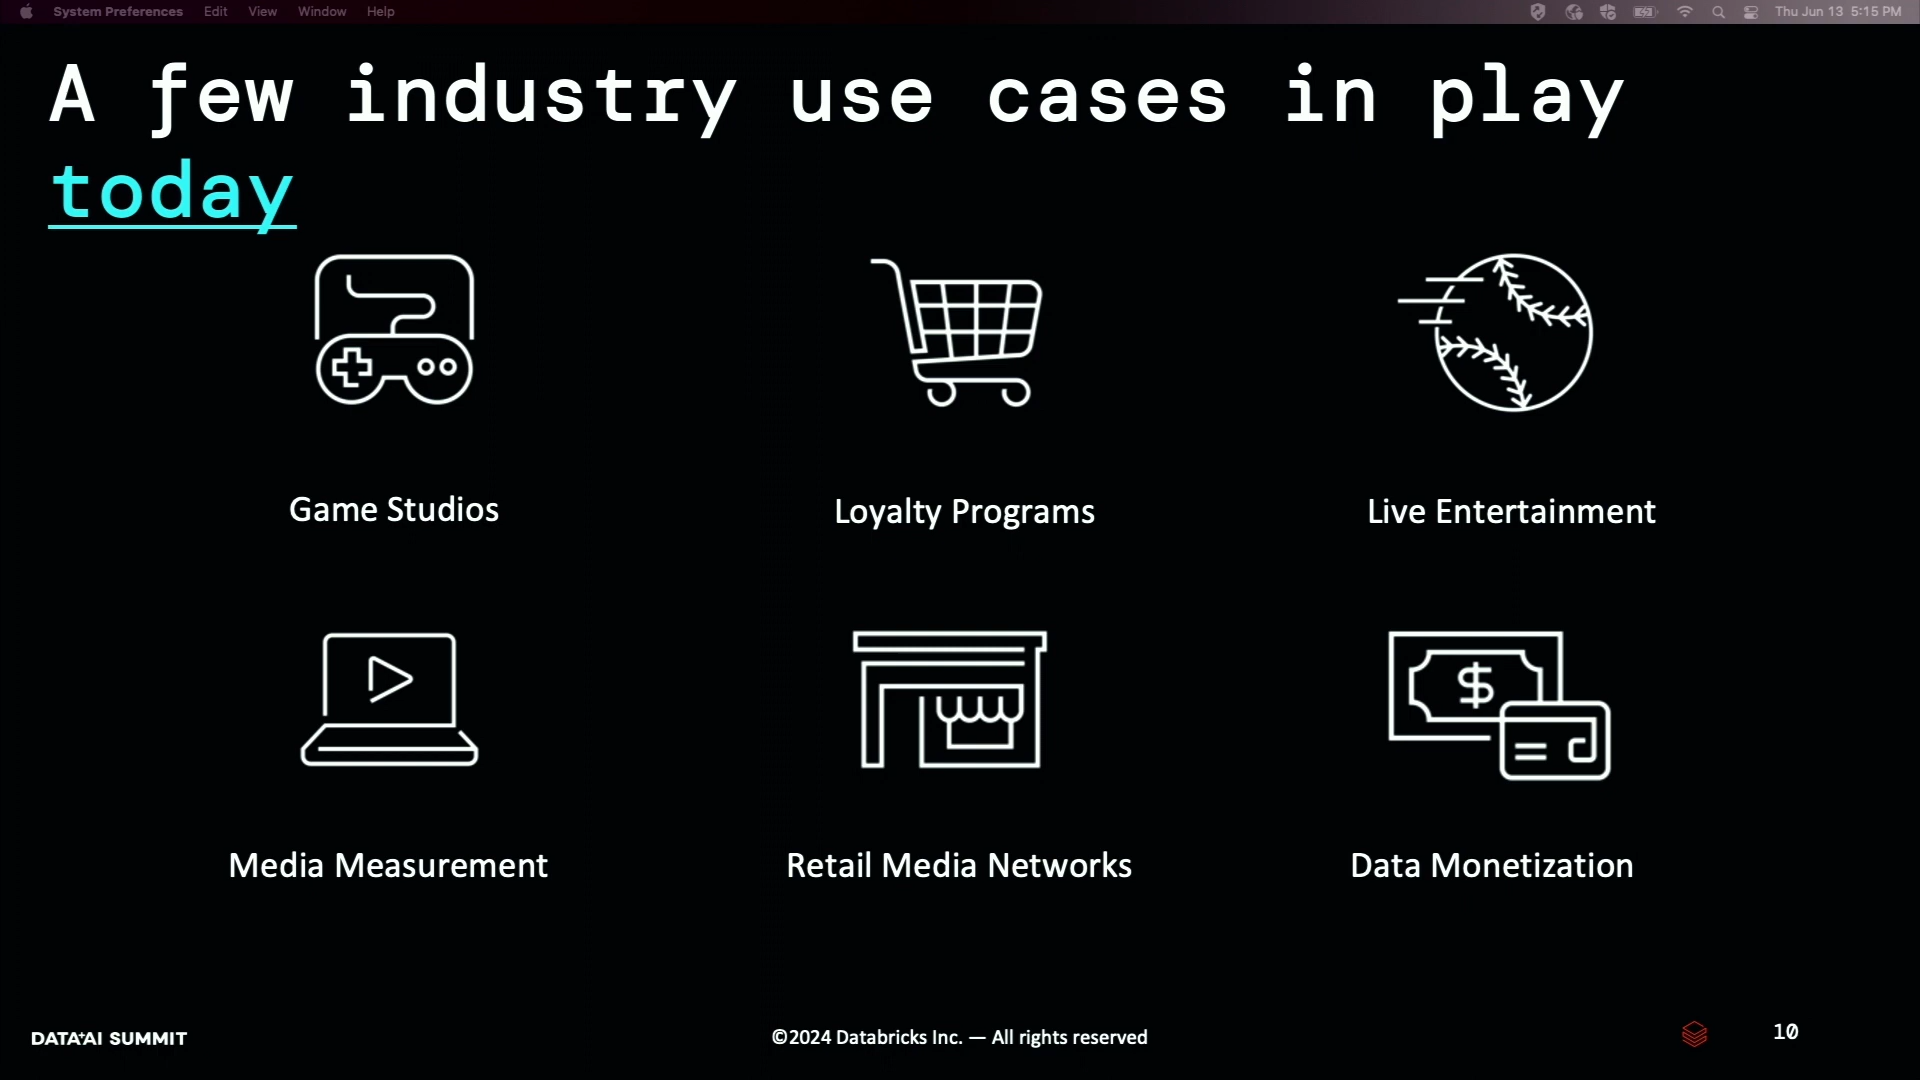 System Preferences Edit View Window Help Thu Jun 13 5:15 PM
A few industry use cases in play
today
Game Studios
Loyalty Programs
Live Entertainment
$
Media Measurement
Retail Media Networks
Data Monetization
DATA+AI SUMMIT
©2024 Databricks Inc. — All rights reserved
10